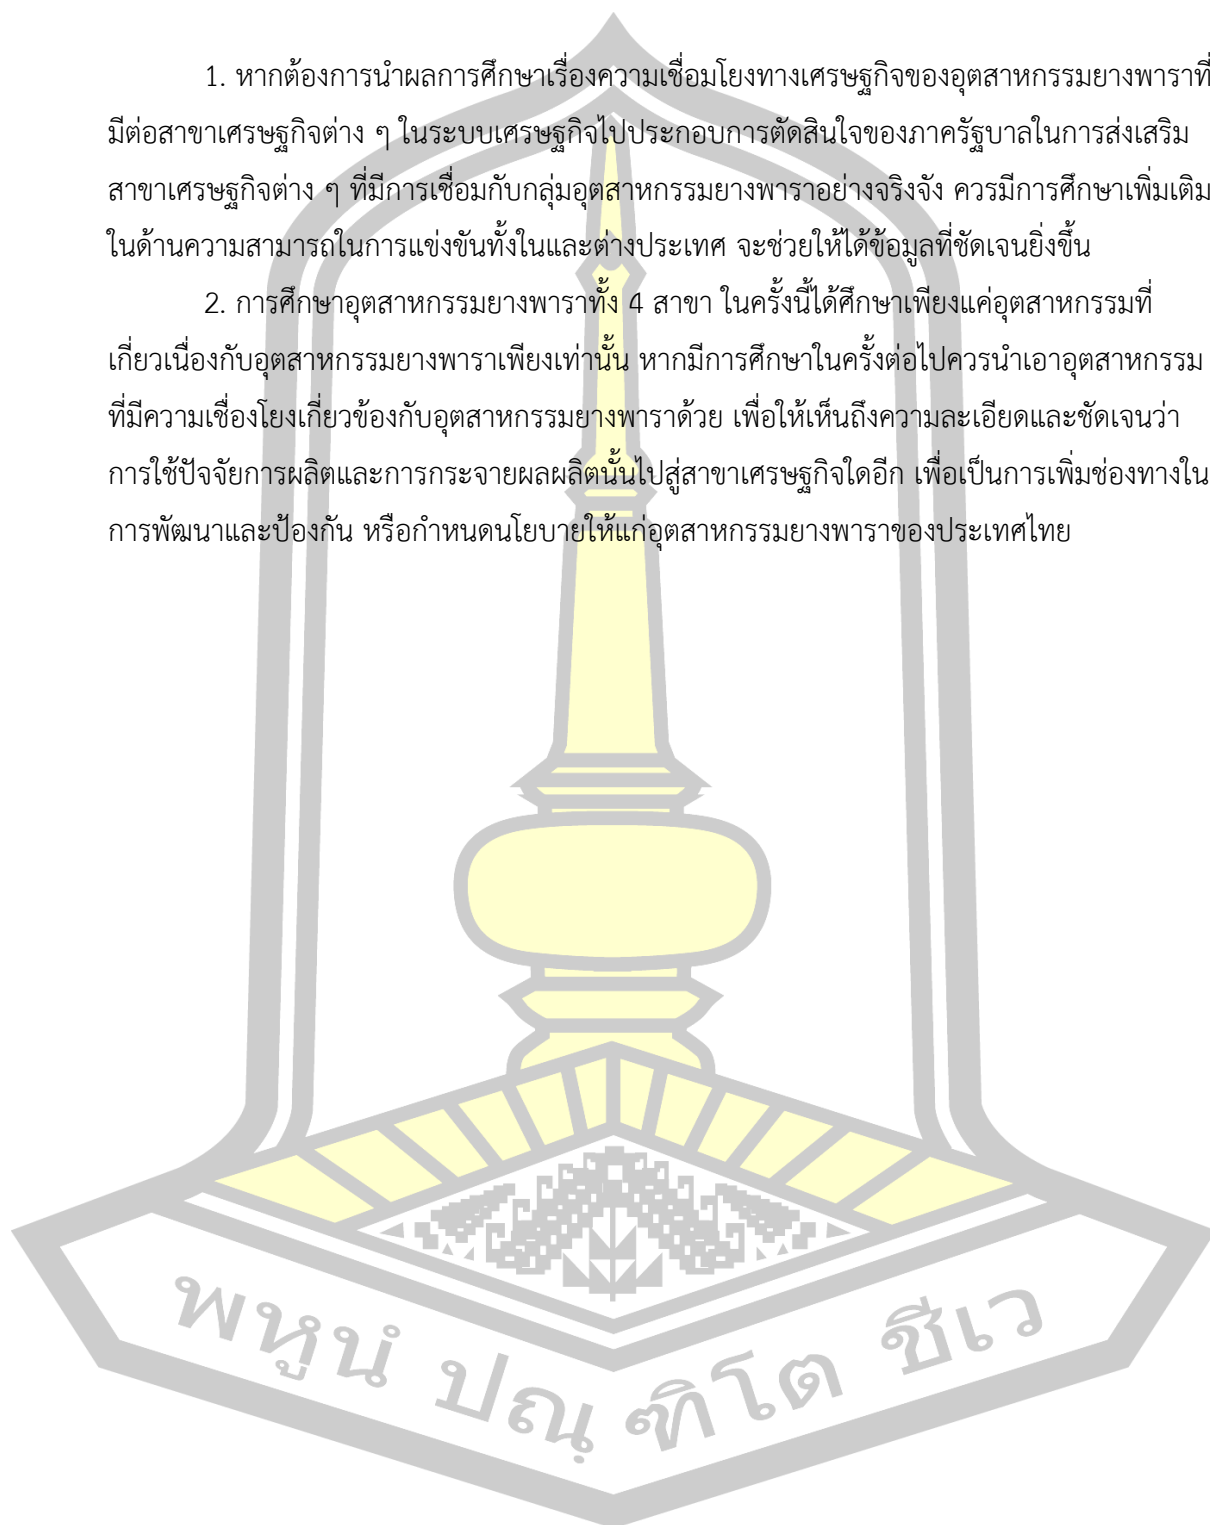 1. หากต้องการนำผลการศึกษาเรื่องความเชื่อมโยงทางเศรษฐกิจของอุตสาหกรรมยางพาราที่
มีต่อสาขาเศรษฐกิจต่าง ๆ ในระบบเศรษฐกิจไปประกอบการตัดสินใจของภาครัฐบาลในการส่งเสริม
สาขาเศรษฐกิจต่าง ๆ ที่มีการเชื่อมกับกลุ่มอุตสาหกรรมยางพาราอย่างจริงจัง ควรมีการศึกษาเพิ่มเติม
ในด้านความสามารถในการแข่งขันทั้งในและต่างประเทศ จะช่วยให้ได้ข้อมูลที่ชัดเจนยิ่งขึ้น
2. การศึกษาอุตสาหกรรมยางพาราทั้ง 4 สาขา ในครั้งนี้ได้ศึกษาเพียงแค่อุตสาหกรรมที่
เกี่ยวเนื่องกับอุตสาหกรรมยางพาราเพียงเท่านั้น หากมีการศึกษาในครั้งต่อไปควรนำเอาอุตสาหกรรม
ที่มีความเชื่องโยงเกี่ยวข้องกับอุตสาหกรรมยางพาราด้วย เพื่อให้เห็นถึงความละเอียดและชัดเจนว่า
การใช้ปัจจัยการผลิตและการกระจายผลผลิตนั้นไปสู่สาขาเศรษฐกิจใดอีก เพื่อเป็นการเพิ่มช่องทางใน
การพัฒนาและป้องกัน หรือกำหนดนโยบายให้แก่อุตสาหกรรมยางพาราของประเทศไทย
พหูนํ ปณฺ ฑิโต ชีเว